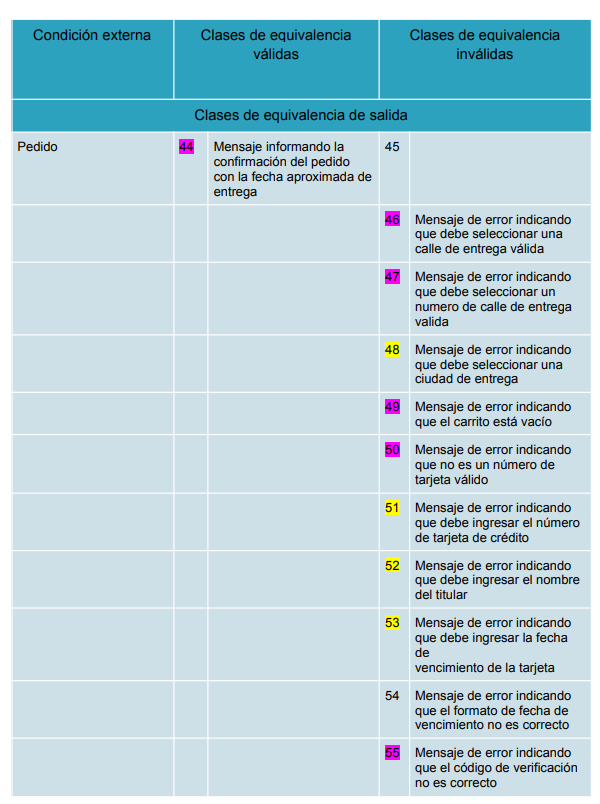 Condición externa
Clases de equivalencia
válidas
Clases de equivalencia
inválidas
Clases de equivalencia de salida
Pedido
44
Mensaje informando la
confirmación del pedido
con la fecha aproximada de
entrega
45
46
Mensaje de error indicando
que debe seleccionar una
calle de entrega válida
47
Mensaje de error indicando
que debe seleccionar un
numero de calle de entrega
valida
48
Mensaje de error indicando
que debe seleccionar una
ciudad de entrega
49
Mensaje de error indicando
que el carrito está vacío
50
Mensaje de error indicando
que no es un número de
tarjeta válido
51
Mensaje de error indicando
que debe ingresar el número
de tarjeta de crédito
52
Mensaje de error indicando
que debe ingresar el nombre
del titular
53
Mensaje de error indicando
que debe ingresar la fecha
de
vencimiento de la tarjeta
54
Mensaje de error indicando
que el formato de fecha de
vencimiento no es correcto
55
Mensaje de error indicando
que el código de verificación
no es correcto